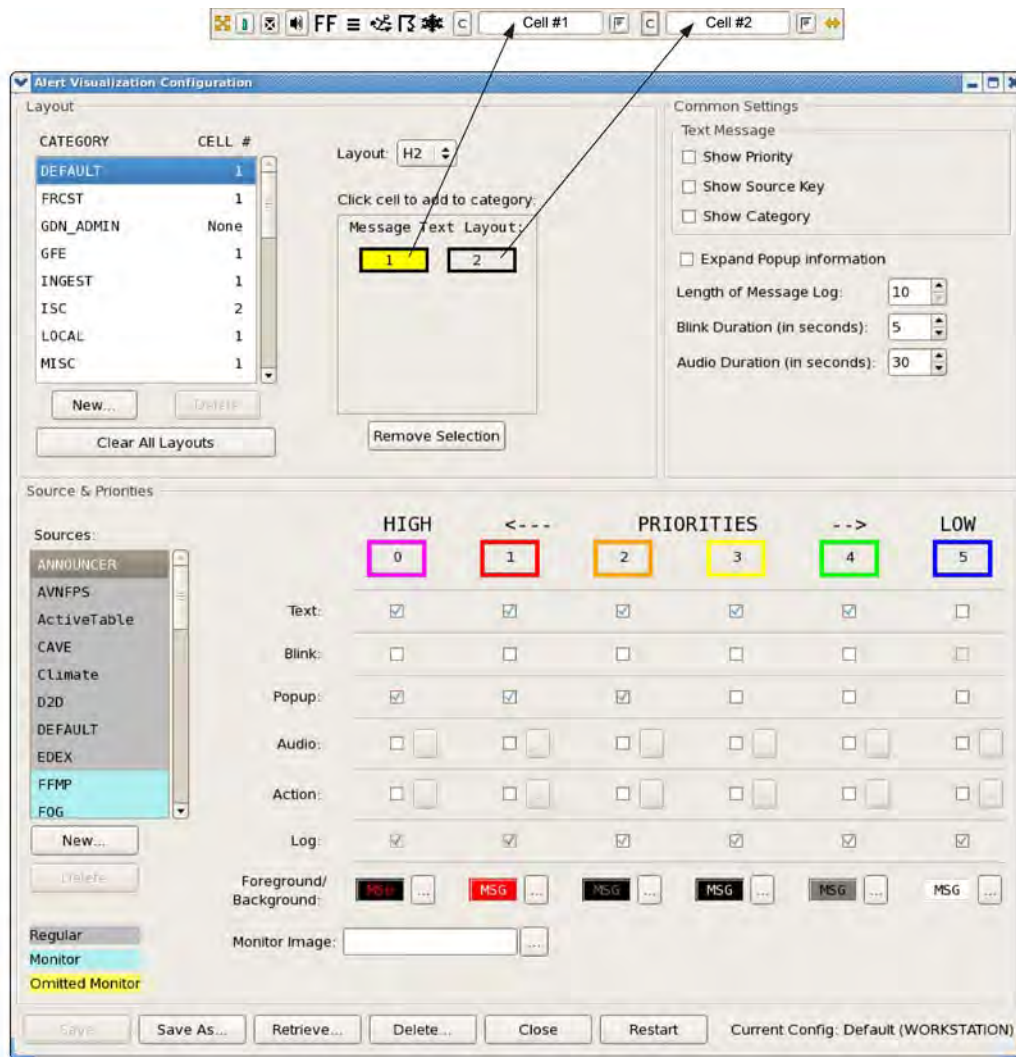 FF C Cell #1 F C Cell #2 F
Alert Visualization Configuration
Layout
CATEGORY CELL #
DEFAULT 1
FRCST 1
GDN_ADMIN None
GFE 1
INGEST 1
ISC 2
LOCAL 1
MISC 1
New... Delete
Clear All Layouts
Layout: H2
Click cell to add to category:
Message Text Layout:
1 2
Remove Selection
Common Settings
Text Message
Show Priority
Show Source Key
Show Category
Expand Popup information
Length of Message Log: 10
Blink Duration (in seconds): 5
Audio Duration (in seconds): 30
Source & Priorities
Sources:
ANNOUNCER
AVNFPS
ActiveTable
CAVE
Climate
D2D
DEFAULT
EDEX
FFMP
FOG
New...
Delete
Regular
Monitor
Omitted Monitor
HIGH <--- PRIORITIES --> LOW
0 1 2 3 4 5
Text:
Blink:
Popup:
Audio:
Action:
Log:
Foreground/
Background:
MSG ... MSG ... MSG ... MSG ... MSG ... MSG ...
Monitor Image: ...
Save Save As... Retrieve... Delete... Close Restart Current Config: Default (WORKSTATION)